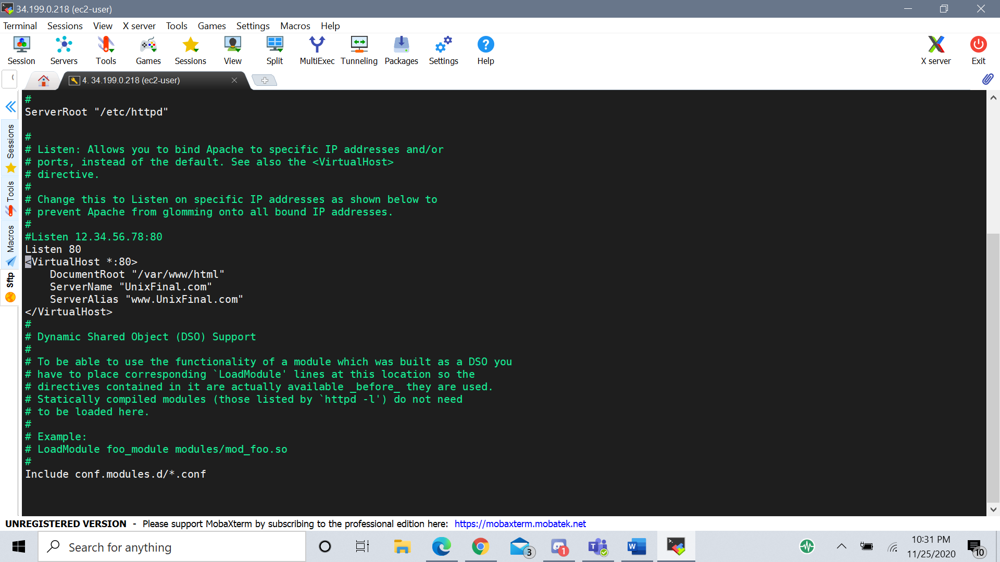 34.199.0.218 (ec2-user)
Terminal Sessions View X server Tools Games Settings Macros Help
Session Servers Tools Games Sessions View Split MultiExec Tunneling Packages Settings Help X server Exit
4. 34.199.0.218 (ec2-user)
Sessions
Tools
Macros
Sftp
#
ServerRoot "/etc/httpd"
#
# Listen: Allows you to bind Apache to specific IP addresses and/or
# ports, instead of the default. See also the <VirtualHost>
# directive.
#
# Change this to Listen on specific IP addresses as shown below to
# prevent Apache from glomming onto all bound IP addresses.
#
#Listen 12.34.56.78:80
Listen 80
<VirtualHost *:80>
    DocumentRoot "/var/www/html"
    ServerName "UnixFinal.com"
    ServerAlias "www.UnixFinal.com"
</VirtualHost>
#
# Dynamic Shared Object (DSO) Support
#
# To be able to use the functionality of a module which was built as a DSO you
# have to place corresponding `LoadModule' lines at this location so the
# directives contained in it are actually available _before_ they are used.
# Statically compiled modules (those listed by `httpd -l') do not need
# to be loaded here.
#
# Example:
# LoadModule foo_module modules/mod_foo.so
#
Include conf.modules.d/*.conf
UNREGISTERED VERSION - Please support MobaXterm by subscribing to the professional edition here: https://mobaxterm.mobatek.net
Search for anything
3
1
10:31 PM
11/25/2020
10